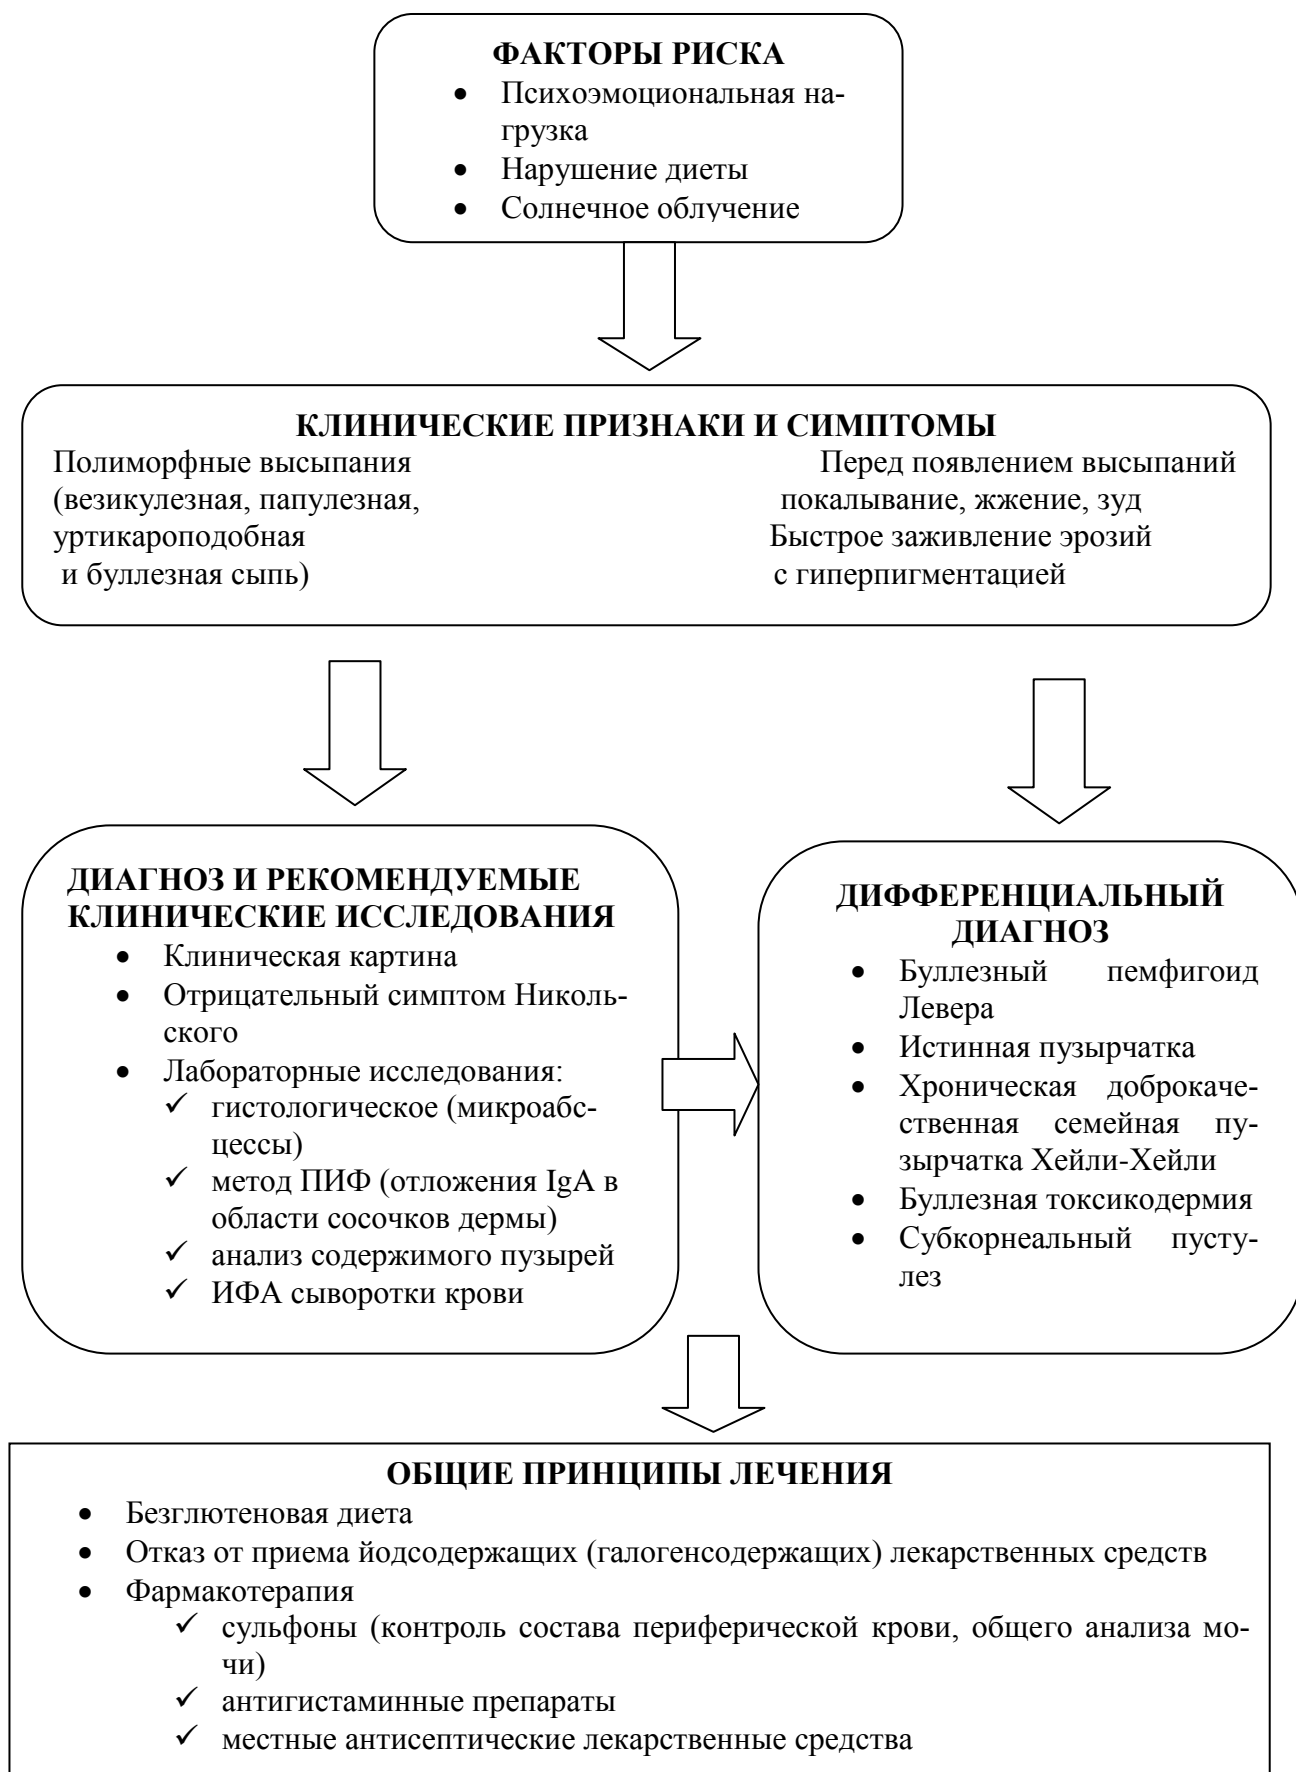 ФАКТОРЫ РИСКА
• Психоэмоциональная на-
грузка
• Нарушение диеты
• Солнечное облучение
КЛИНИЧЕСКИЕ ПРИЗНАКИ И СИМПТОМЫ
Полиморфные высыпания
(везикулезная, папулезная,
уртикароподобная
и буллезная сыпь)
Перед появлением высыпаний
покалывание, жжение, зуд
Быстрое заживление эрозий
с гиперпигментацией
ДИАГНОЗ И РЕКОМЕНДУЕМЫЕ
КЛИНИЧЕСКИЕ ИССЛЕДОВАНИЯ
• Клиническая картина
• Отрицательный симптом Николь-
ского
• Лабораторные исследования:
✓ гистологическое (микроабс-
цессы)
✓ метод ПИФ (отложения IgA в
области сосочков дермы)
✓ анализ содержимого пузырей
✓ ИФА сыворотки крови
ДИФФЕРЕНЦИАЛЬНЫЙ
ДИАГНОЗ
• Буллезный пемфигоид
Левера
• Истинная пузырчатка
• Хроническая доброкаче-
ственная семейная пу-
зырчатка Хейли-Хейли
• Буллезная токсикодермия
• Субкорнеальный пусту-
лез
ОБЩИЕ ПРИНЦИПЫ ЛЕЧЕНИЯ
• Безглютеновая диета
• Отказ от приема йодсодержащих (галогенсодержащих) лекарственных средств
• Фармакотерапия
✓ сульфоны (контроль состава периферической крови, общего анализа мо-
чи)
✓ антигистаминные препараты
✓ местные антисептические лекарственные средства